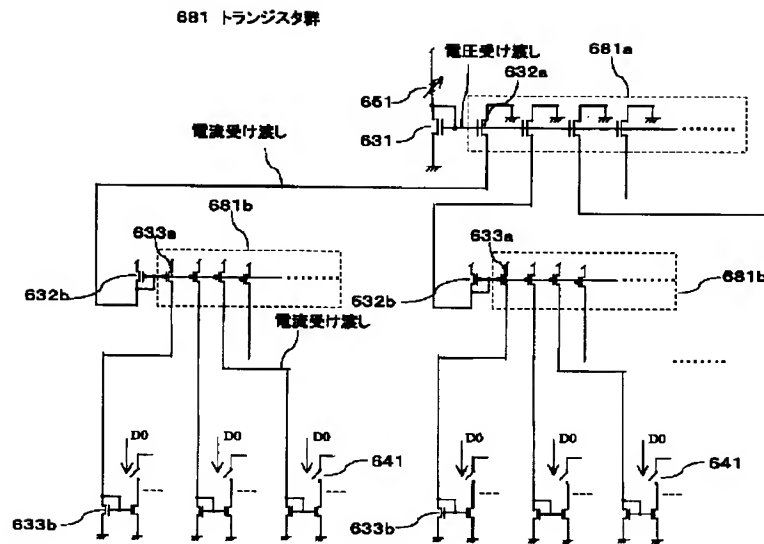 681 トランジスタ群
電圧受け渡し
681a
632a
651
631
電流受け渡し
681b
633a
633a
632b
632b
681b
電流受け渡し
D0
D0
D0
D0
D0
D0
641
641
633b
633b